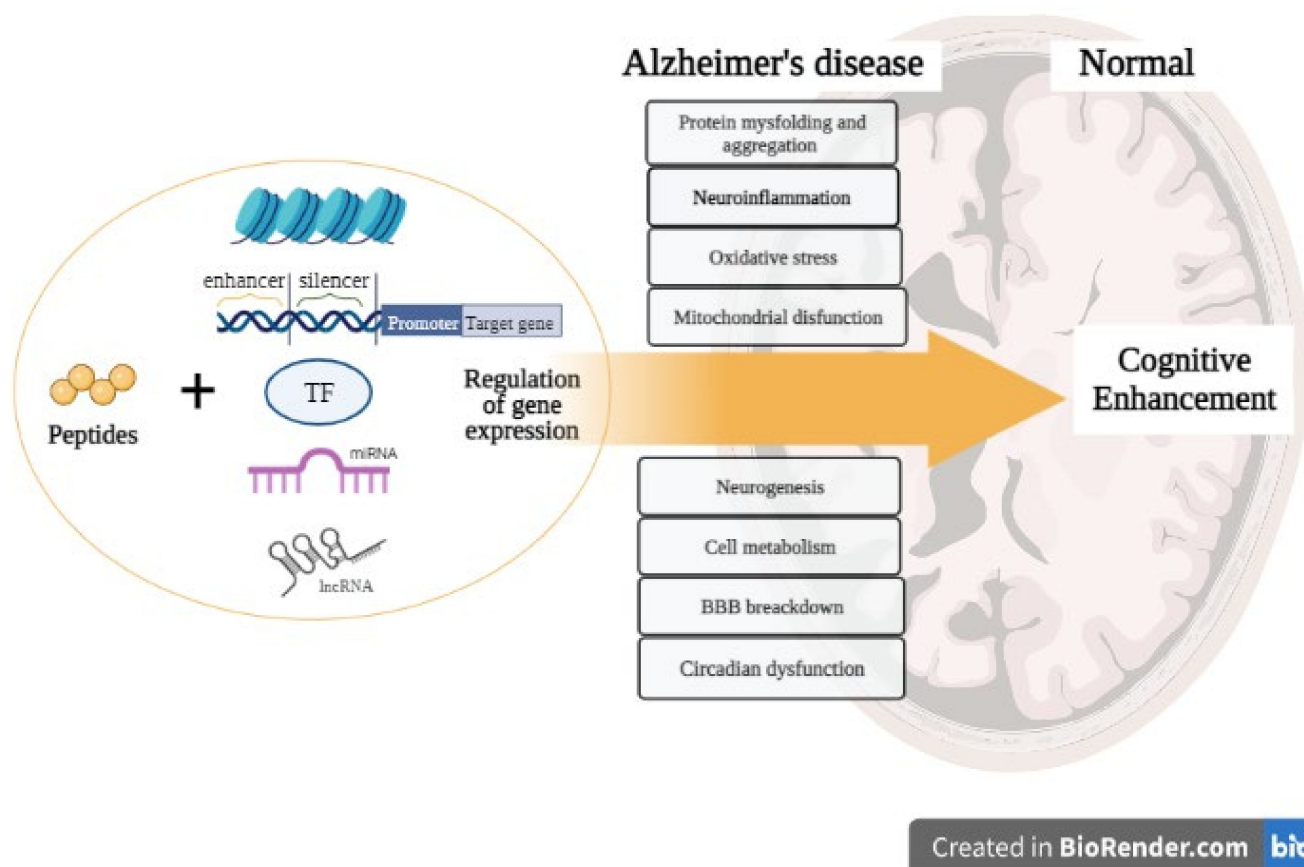 Alzheimer's disease
Normal
Protein mysfolding and
aggregation
Neuroinflammation
Oxidative stress
Mitochondrial disfunction
enhancer
silencer
Promoter
Target gene
Peptides
+
TF
Regulation
of gene
expression
miRNA
lncRNA
Cognitive
Enhancement
Neurogenesis
Cell metabolism
BBB breackdown
Circadian dysfunction
Created in BioRender.com
bio